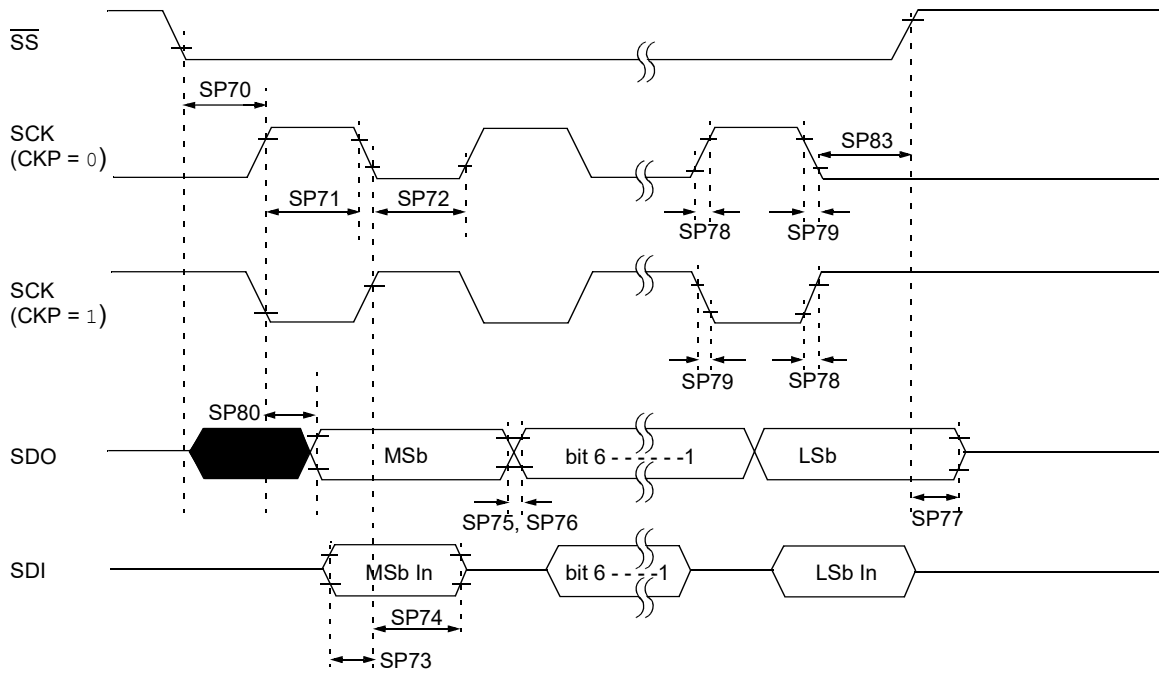 SS
SP70
SCK
(CKP = 0)
SP83
SP71
SP72
SP78
SP79
SCK
(CKP = 1)
SP79
SP78
SP80
SDO
MSb
bit 6 - - - - - -1
LSb
SP75, SP76
SP77
SDI
MSb In
bit 6 - - - - -1
LSb In
SP74
SP73